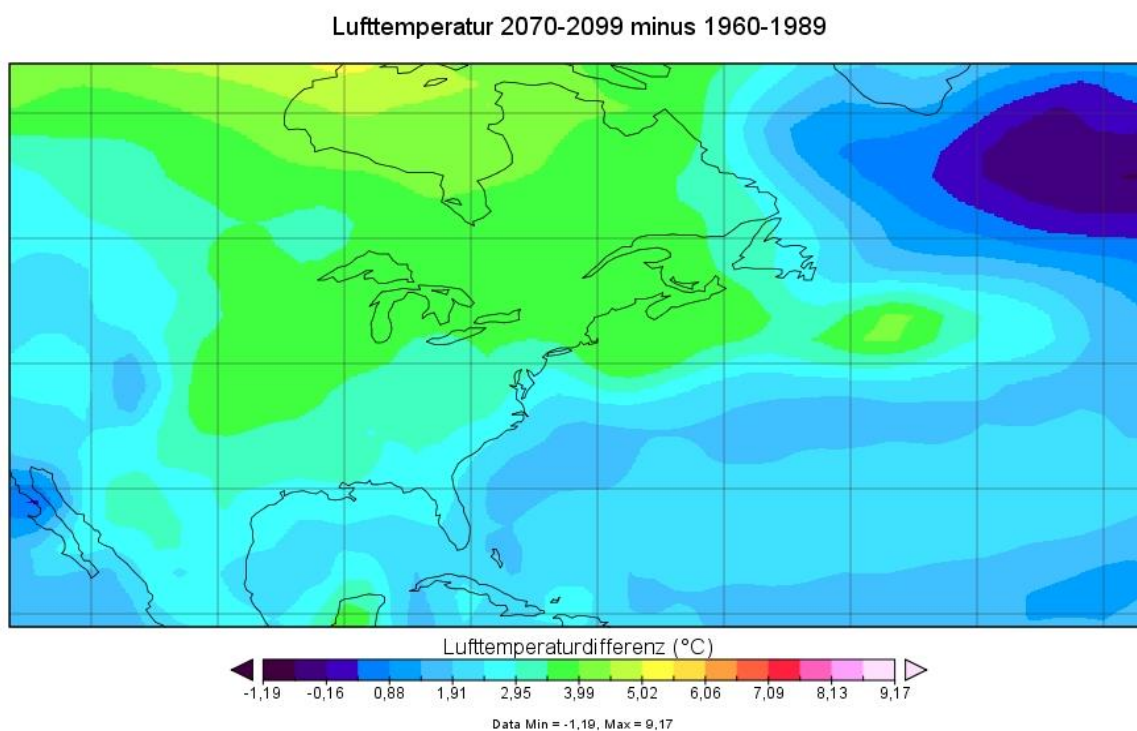 Lufttemperatur 2070-2099 minus 1960-1989
Lufttemperaturdifferenz (°C)
-1,19 -0,16 0,88 1,91 2,95 3,99 5,02 6,06 7,09 8,13 9,17
Data Min = -1,19, Max = 9,17